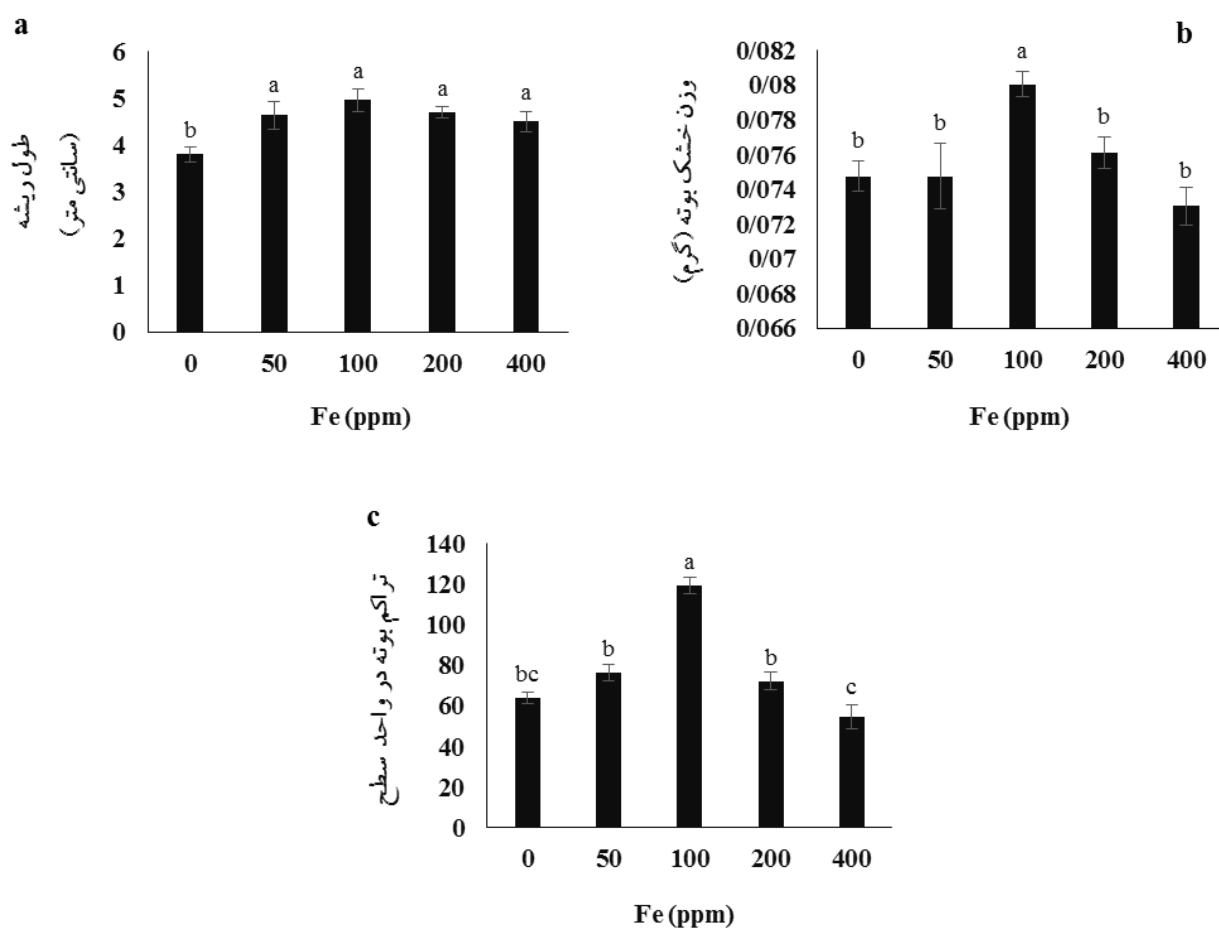 a
طول ریشه
(سانتی متر)
6
5
4
3
2
1
0
b
a
a
a
a
0
50
100
200
400
Fe (ppm)
b
وزن خشک بوته (گرم)
0/082
0/08
0/078
0/076
0/074
0/072
0/07
0/068
0/066
b
b
a
b
b
0
50
100
200
400
Fe (ppm)
c
تراکم بوته در واحد سطح
140
120
100
80
60
40
20
0
bc
b
a
b
c
0
50
100
200
400
Fe (ppm)